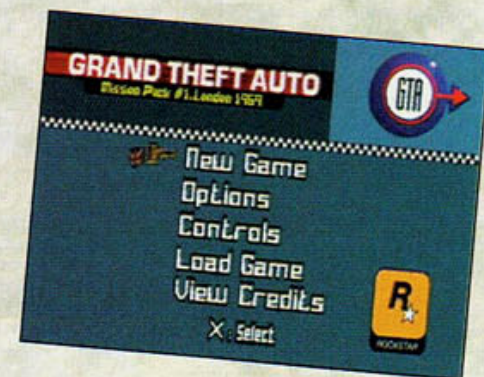 GRAND THEFT AUTO
Mission Pack #1, London 1969
GTA
New Game
Options
Controls
Load Game
View Credits
X : Select
R
ROCKSTAR